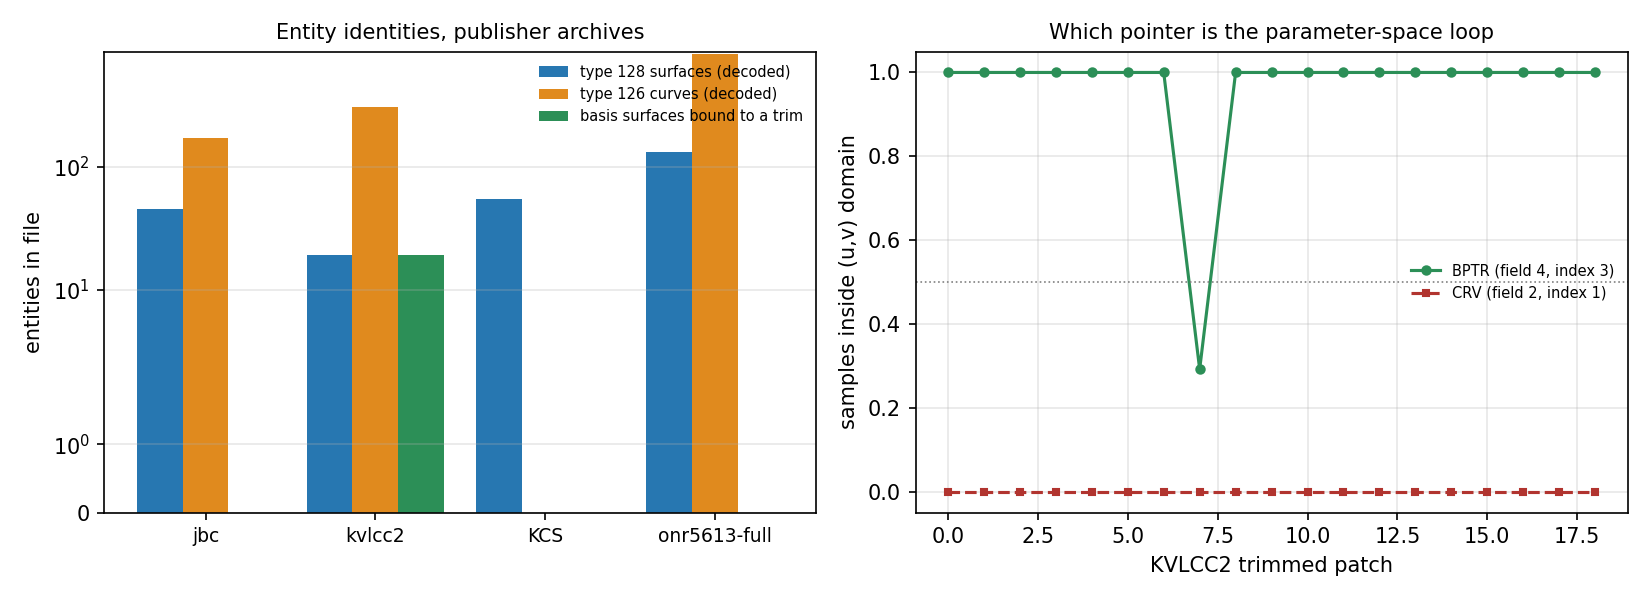 Entity identities, publisher archives
type 128 surfaces (decoded)
type 126 curves (decoded)
basis surfaces bound to a trim
entities in file
10²
10¹
10⁰
0
jbc
kvlcc2
KCS
onr5613-full
Which pointer is the parameter-space loop
samples inside (u,v) domain
1.0
0.8
0.6
0.4
0.2
0.0
BPTR (field 4, index 3)
CRV (field 2, index 1)
0.0
2.5
5.0
7.5
10.0
12.5
15.0
17.5
KVLCC2 trimmed patch